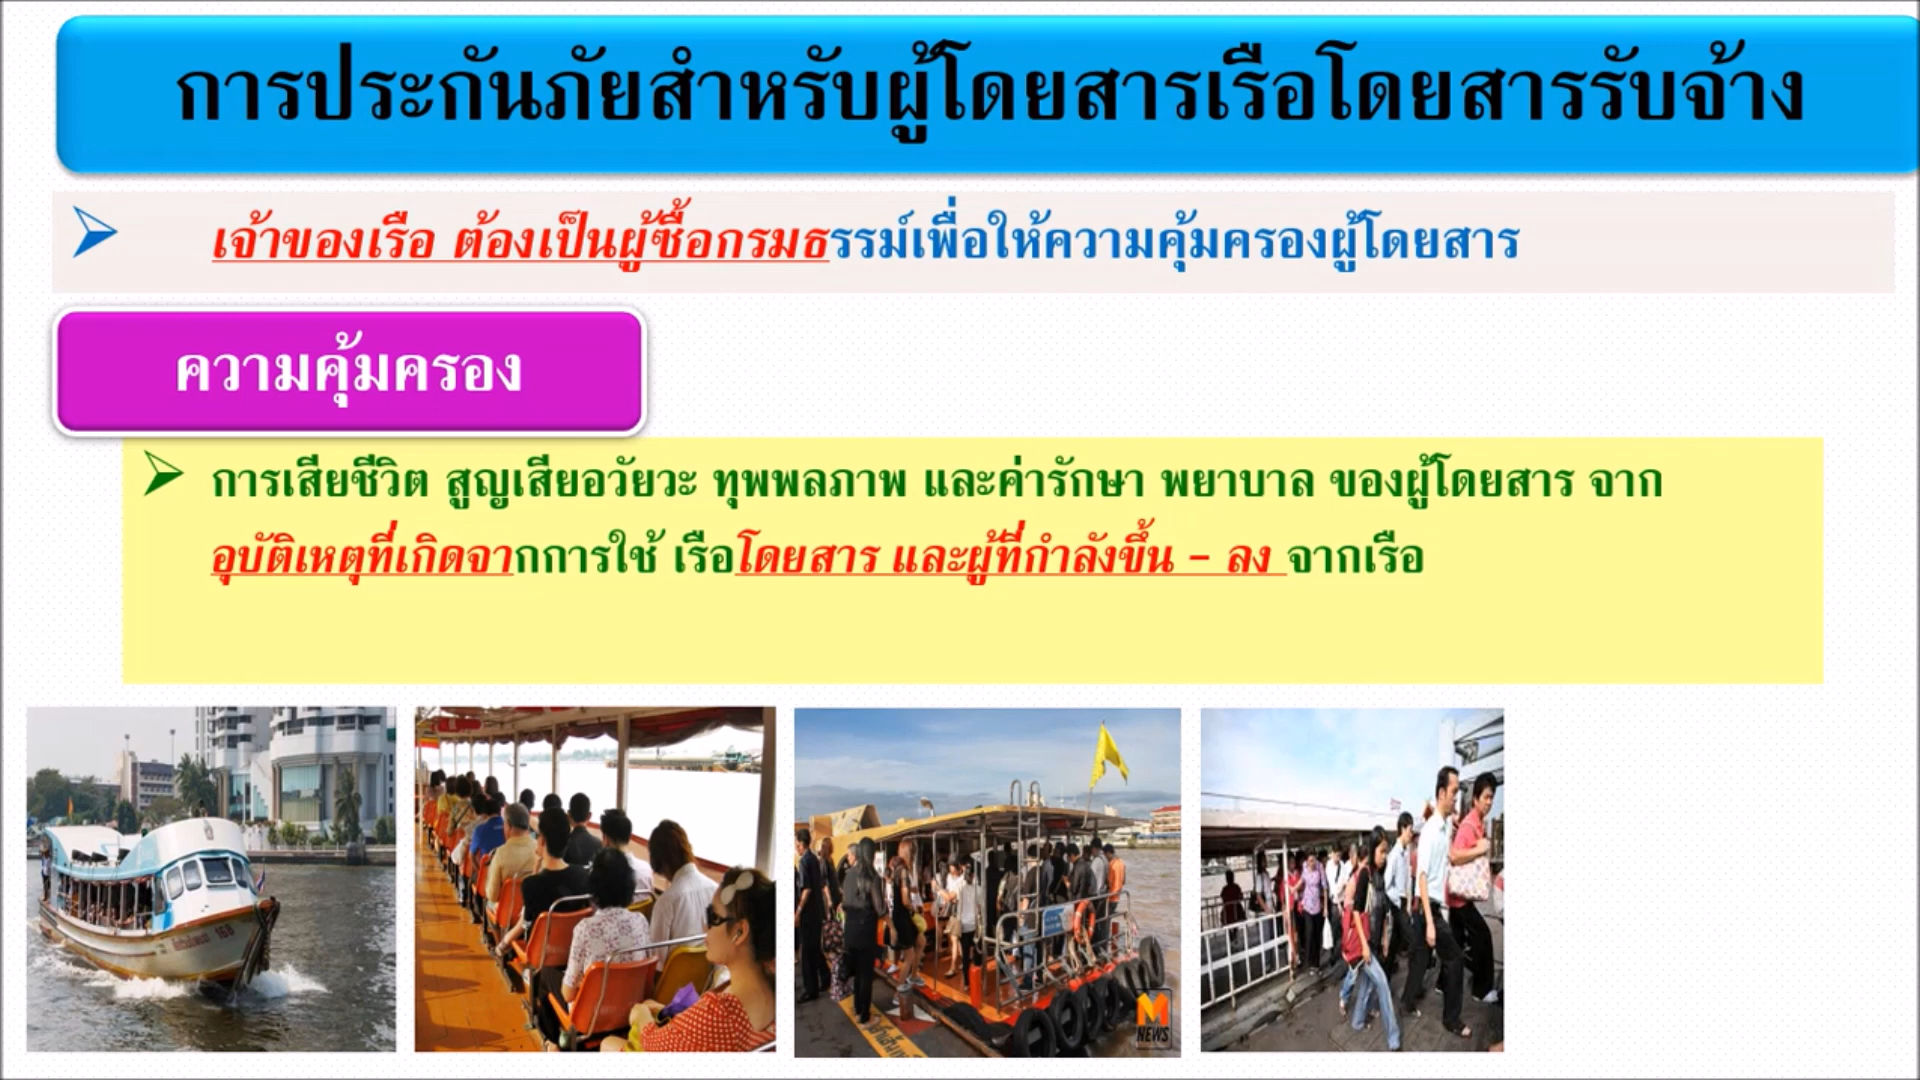 การประกันภัยสำหรับผู้โดยสารเรือโดยสารรับจ้าง
เจ้าของเรือ ต้องเป็นผู้ซื้อกรมธรรม์เพื่อให้ความคุ้มครองผู้โดยสาร
ความคุ้มครอง
การเสียชีวิต สูญเสียอวัยวะ ทุพพลภาพ และค่ารักษา พยาบาล ของผู้โดยสาร จาก
อุบัติเหตุที่เกิดจากการใช้ เรือโดยสาร และผู้ที่กำลังขึ้น – ลง จากเรือ
168
M
NEWS